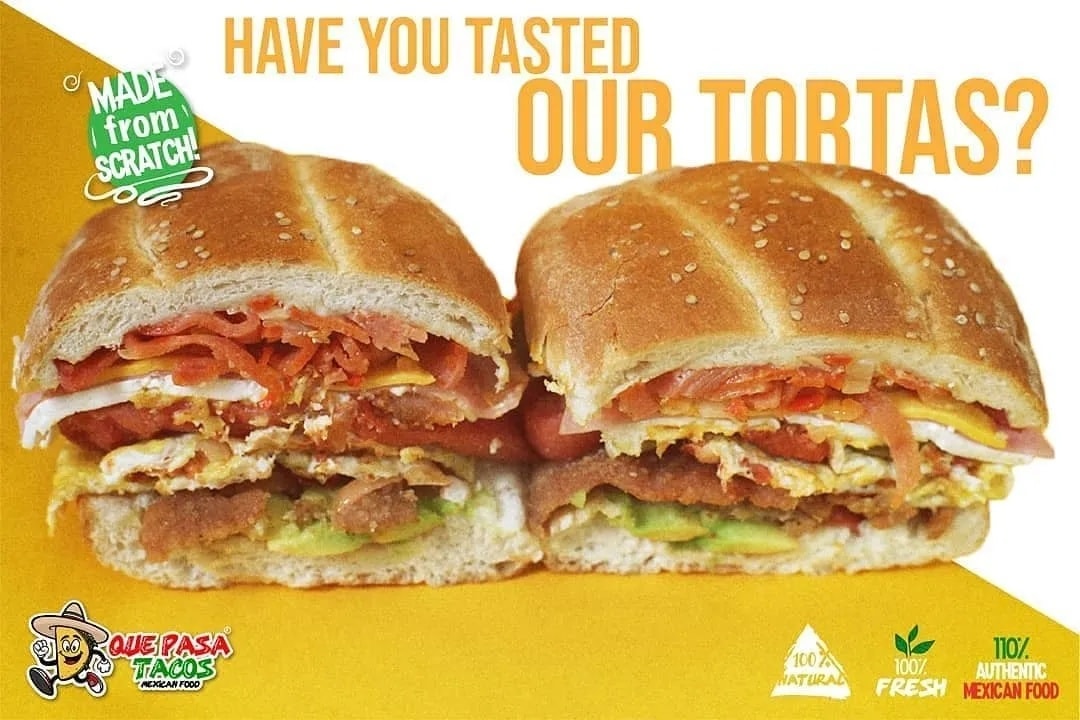 HAVE YOU TASTED
OUR TORTAS?
MADE
from
SCRATCH!
QUE PASA
TACOS
MEXICAN FOOD
100%
NATURAL
100%
FRESH
110%
AUTHENTIC
MEXICAN FOOD